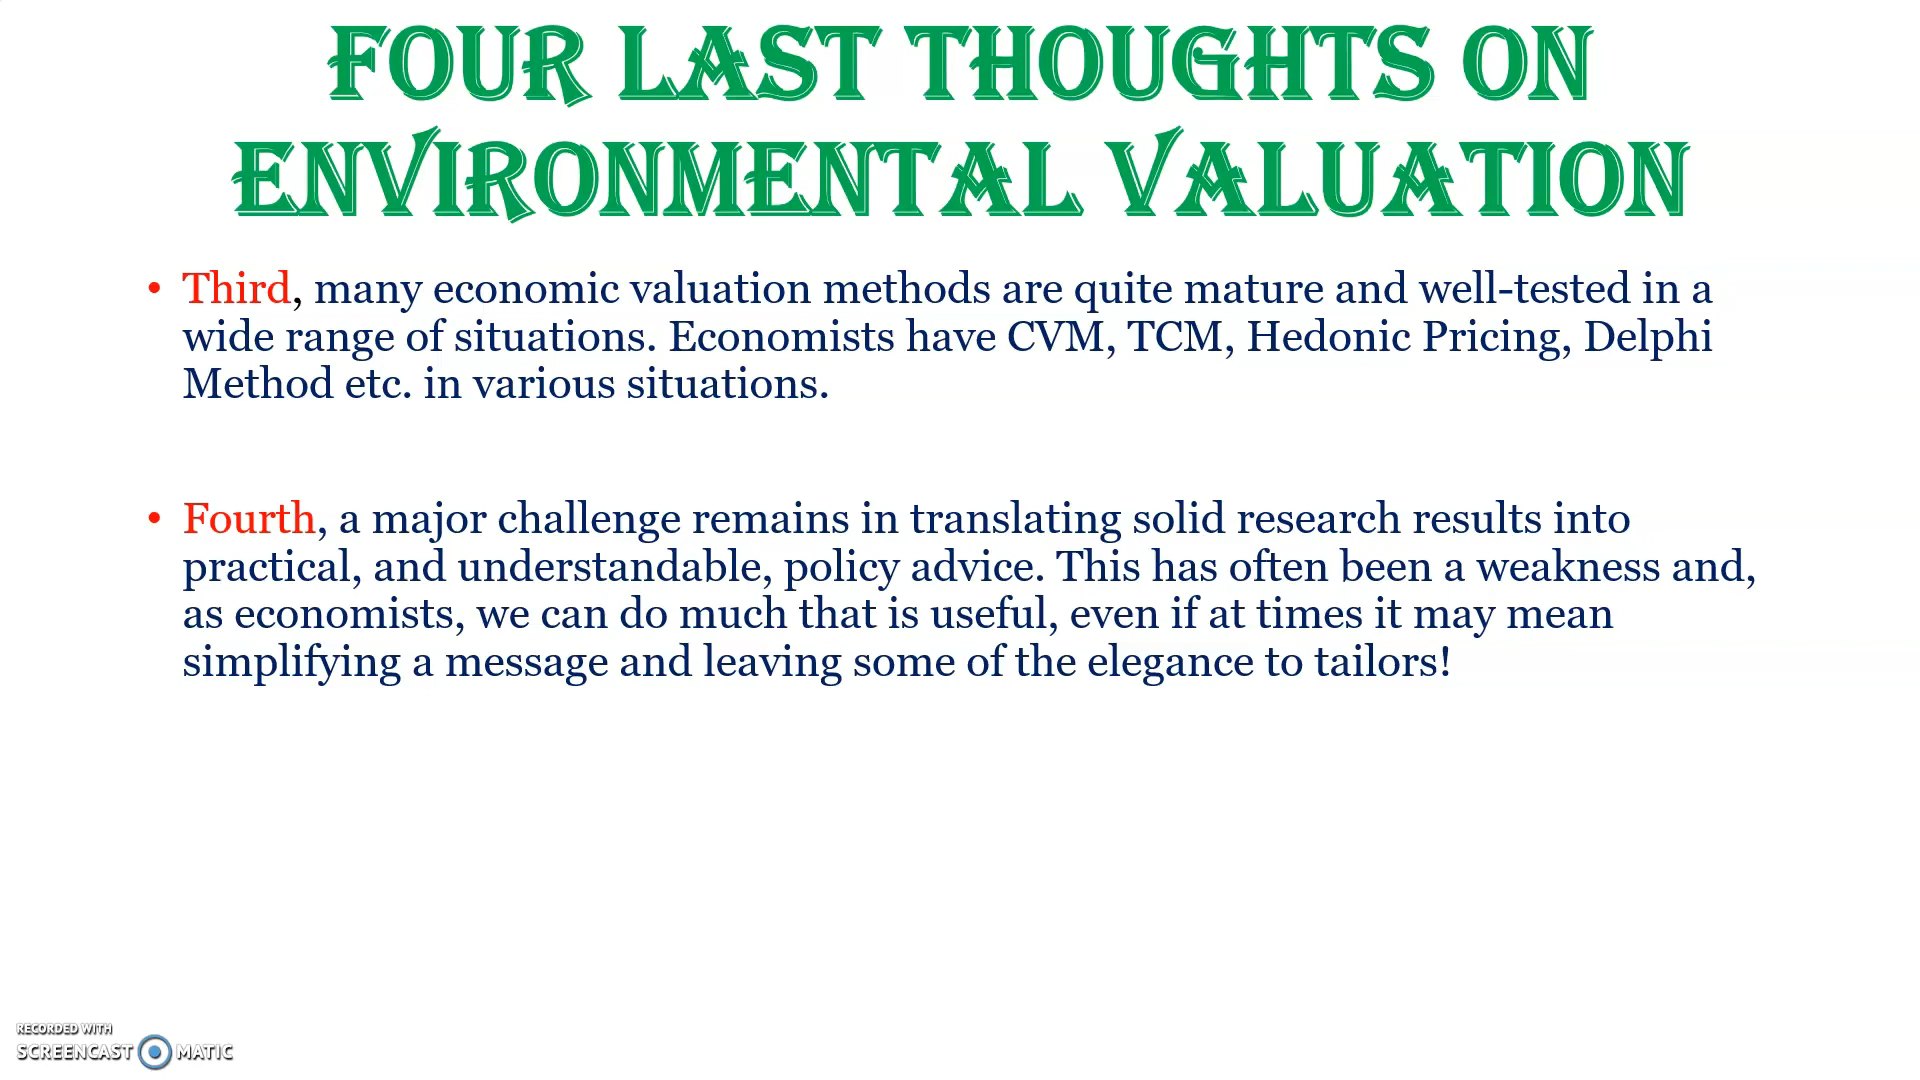 FOUR LAST THOUGHTS ON
ENVIRONMENTAL VALUATION
• Third, many economic valuation methods are quite mature and well-tested in a
wide range of situations. Economists have CVM, TCM, Hedonic Pricing, Delphi
Method etc. in various situations.
• Fourth, a major challenge remains in translating solid research results into
practical, and understandable, policy advice. This has often been a weakness and,
as economists, we can do much that is useful, even if at times it may mean
simplifying a message and leaving some of the elegance to tailors!
RECORDED WITH
SCREENCAST MATIC